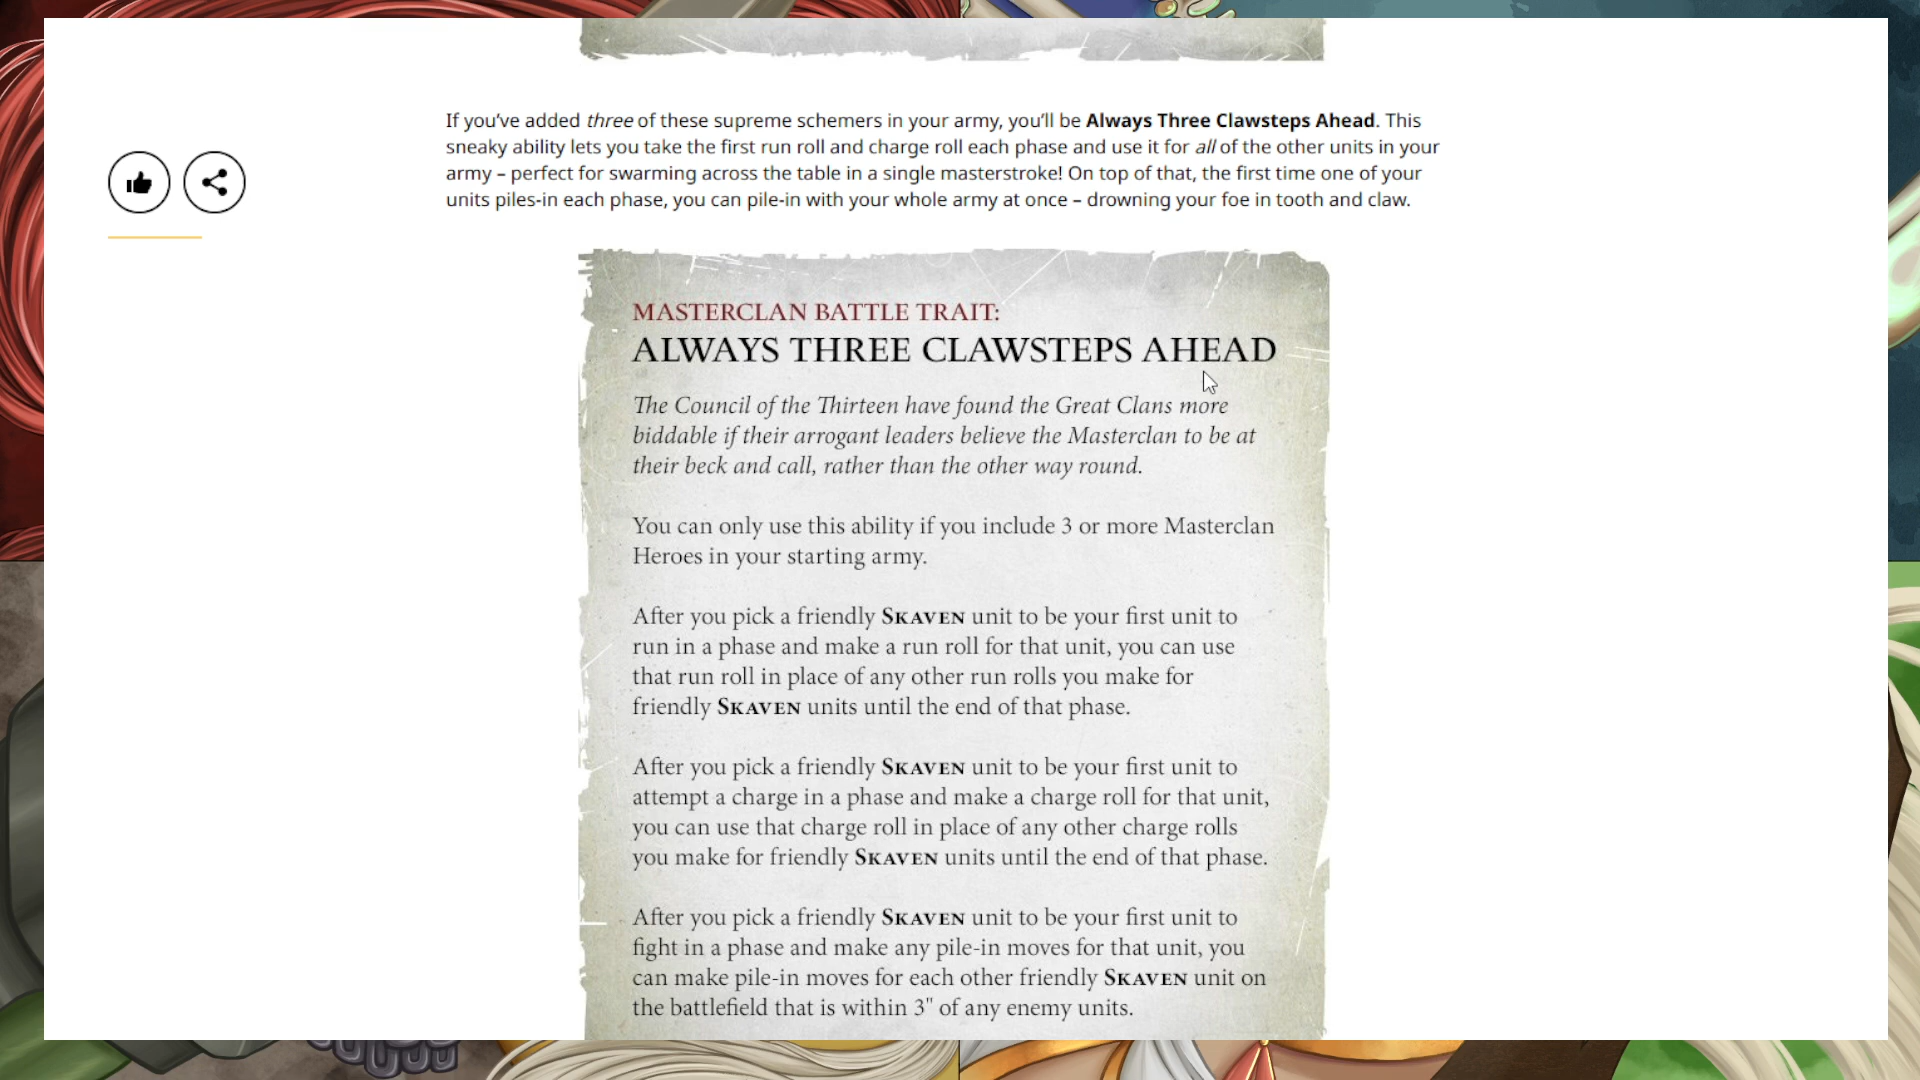 If you've added three of these supreme schemers in your army, you'll be Always Three Clawsteps Ahead. This
sneaky ability lets you take the first run roll and charge roll each phase and use it for all of the other units in your
army – perfect for swarming across the table in a single masterstroke! On top of that, the first time one of your
units piles-in each phase, you can pile-in with your whole army at once – drowning your foe in tooth and claw.
MASTERCLAN BATTLE TRAIT:
ALWAYS THREE CLAWSTEPS AHEAD
The Council of the Thirteen have found the Great Clans more
biddable if their arrogant leaders believe the Masterclan to be at
their beck and call, rather than the other way round.
You can only use this ability if you include 3 or more Masterclan
Heroes in your starting army.
After you pick a friendly SKAVEN unit to be your first unit to
run in a phase and make a run roll for that unit, you can use
that run roll in place of any other run rolls you make for
friendly SKAVEN units until the end of that phase.
After you pick a friendly SKAVEN unit to be your first unit to
attempt a charge in a phase and make a charge roll for that unit,
you can use that charge roll in place of any other charge rolls
you make for friendly SKAVEN units until the end of that phase.
After you pick a friendly SKAVEN unit to be your first unit to
fight in a phase and make any pile-in moves for that unit, you
can make pile-in moves for each other friendly SKAVEN unit on
the battlefield that is within 3" of any enemy units.